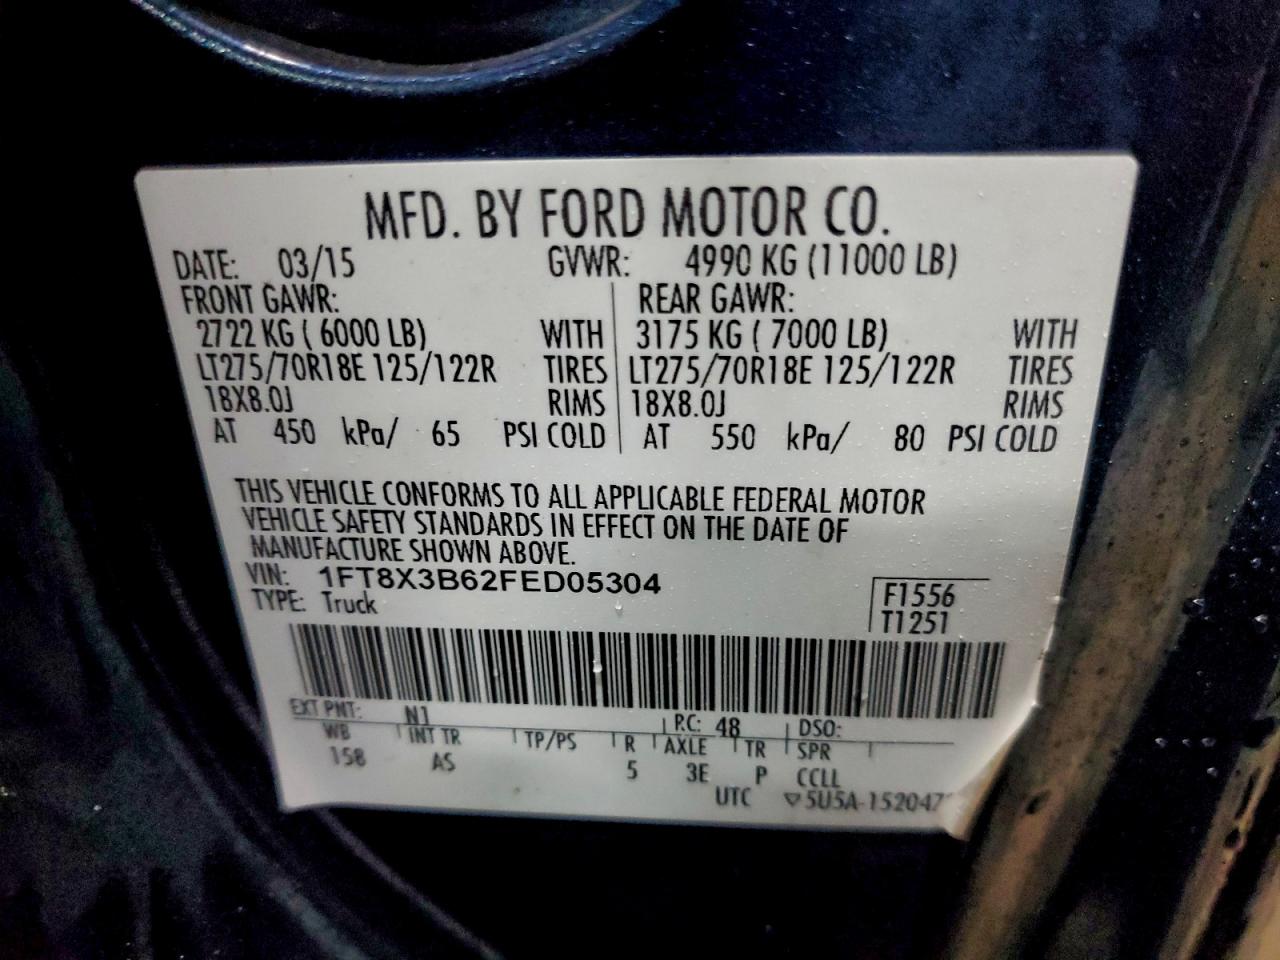 MFD. BY FORD MOTOR CO.
DATE: 03/15 GVWR: 4990 KG (11000 LB)
FRONT GAWR: REAR GAWR:
2722 KG ( 6000 LB) WITH 3175 KG ( 7000 LB) WITH
LT275/70R18E 125/122R TIRES LT275/70R18E 125/122R TIRES
18X8.0J RIMS 18X8.0J RIMS
AT 450 kPa/ 65 PSI COLD AT 550 kPa/ 80 PSI COLD
THIS VEHICLE CONFORMS TO ALL APPLICABLE FEDERAL MOTOR
VEHICLE SAFETY STANDARDS IN EFFECT ON THE DATE OF
MANUFACTURE SHOWN ABOVE.
VIN: 1FT8X3B62FED05304
TYPE: Truck
F1556
T1251
EXT PNT: N1 RC: 48 DSO:
WB INT TR TP/PS R AXLE TR SPR
158 AS 5 3E P CCLL
UTC